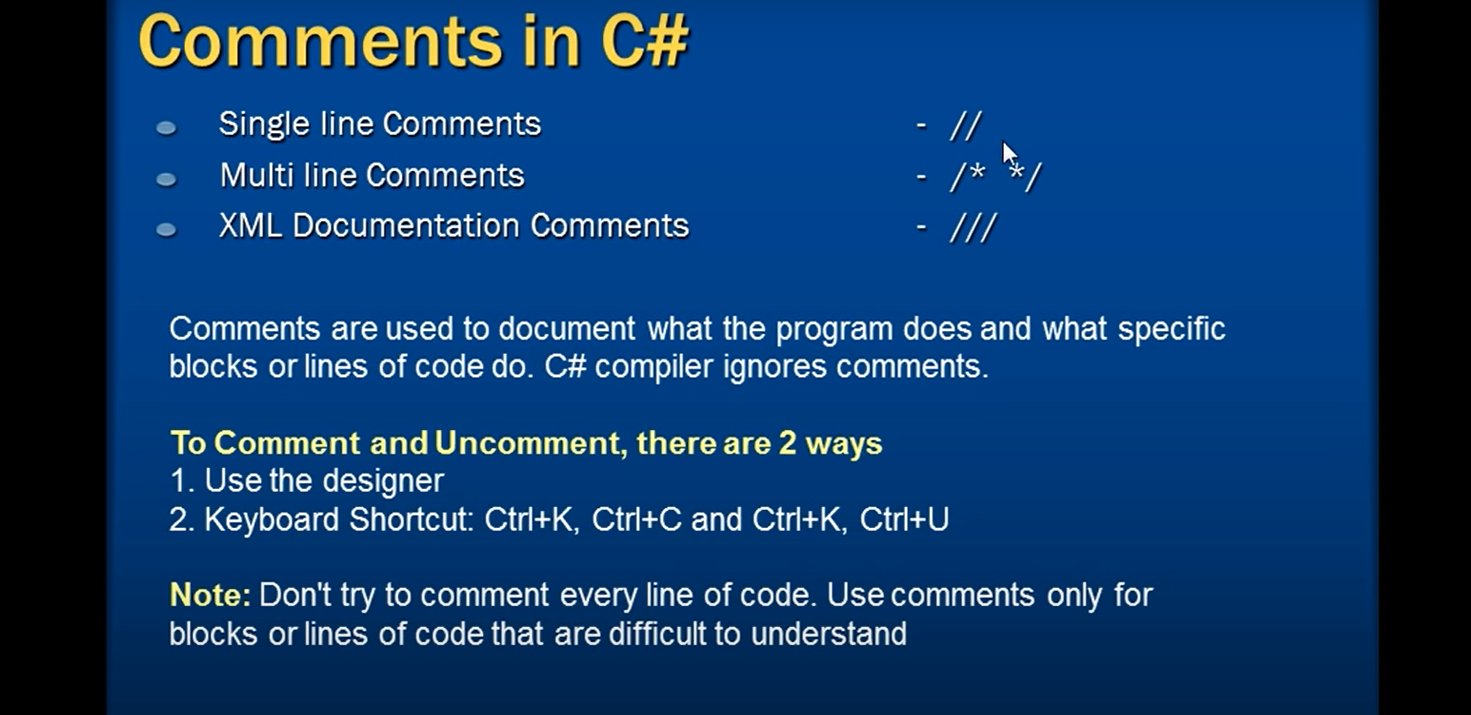 Comments in C#
Single line Comments - //
Multi line Comments - /* */
XML Documentation Comments - ///
Comments are used to document what the program does and what specific
blocks or lines of code do. C# compiler ignores comments.
To Comment and Uncomment, there are 2 ways
1. Use the designer
2. Keyboard Shortcut: Ctrl+K, Ctrl+C and Ctrl+K, Ctrl+U
Note: Don't try to comment every line of code. Use comments only for
blocks or lines of code that are difficult to understand